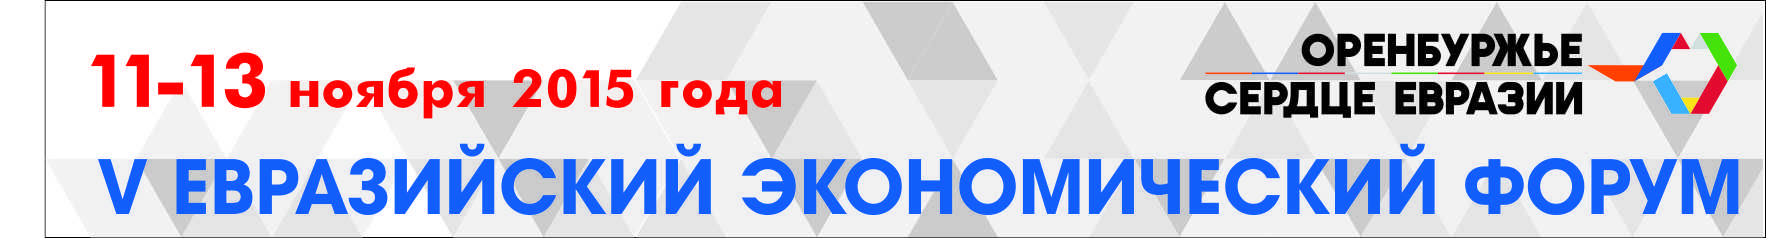 11-13 ноября 2015 года
ОРЕНБУРЖЬЕ
СЕРДЦЕ ЕВРАЗИИ
V ЕВРАЗИЙСКИЙ ЭКОНОМИЧЕСКИЙ ФОРУМ